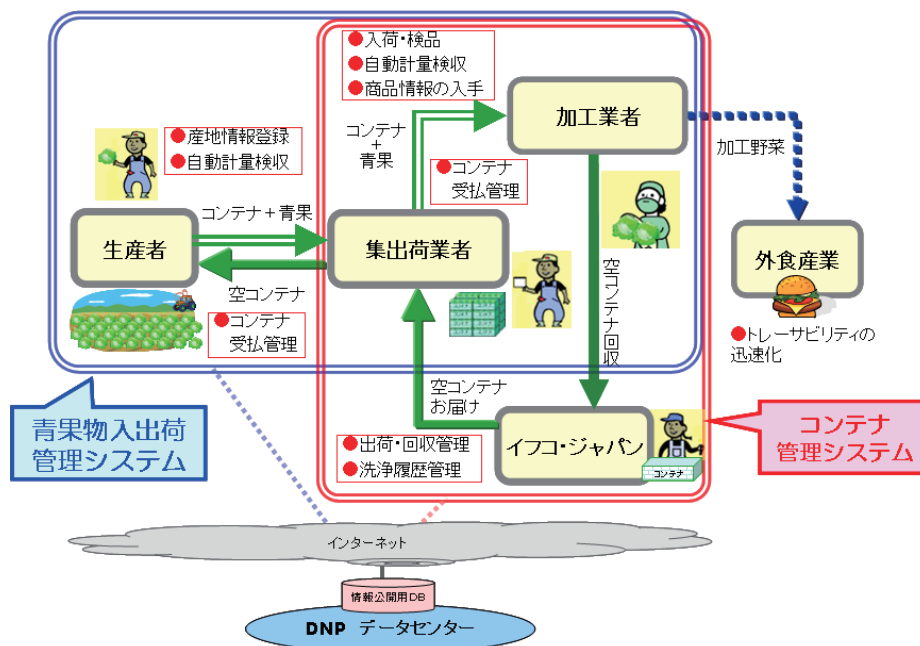 ●入荷・検品
●自動計量検収
●商品情報の入手
加工業者
加工野菜
コンテナ
+
青果
●産地情報登録
●自動計量検収
●コンテナ
受払管理
コンテナ+青果
生産者
集出荷業者
外食産業
空コンテナ
●コンテナ
受払管理
空コンテナ回収
●トレーサビリティの
迅速化
空コンテナ
お届け
青果物入出荷
管理システム
●出荷・回収管理
●洗浄履歴管理
イフコ・ジャパン
コンテナ
コンテナ
管理システム
インターネット
情報公開用DB
DNP データセンター